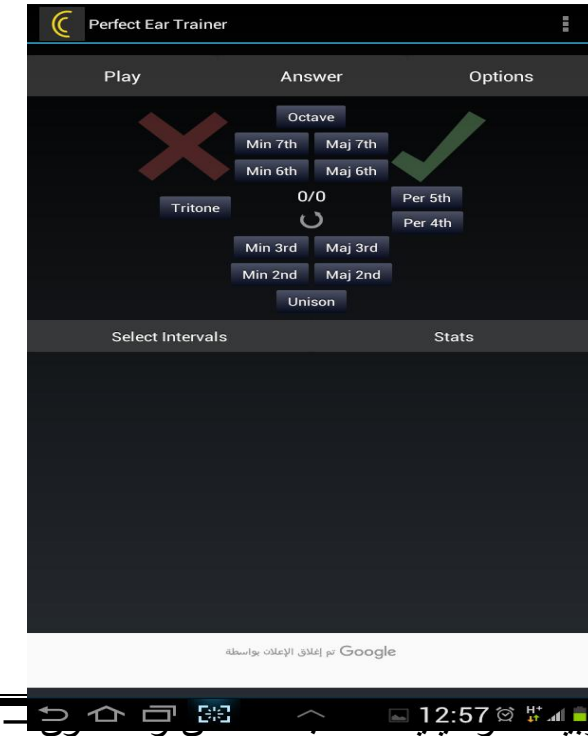 Perfect Ear Trainer
Play Answer Options
Octave
Min 7th Maj 7th
Min 6th Maj 6th
0/0
Per 5th
Tritone
Per 4th
Min 3rd Maj 3rd
Min 2nd Maj 2nd
Unison
Select Intervals Stats
تم إغلاق الإعلان بواسطة Google
12:57 H+